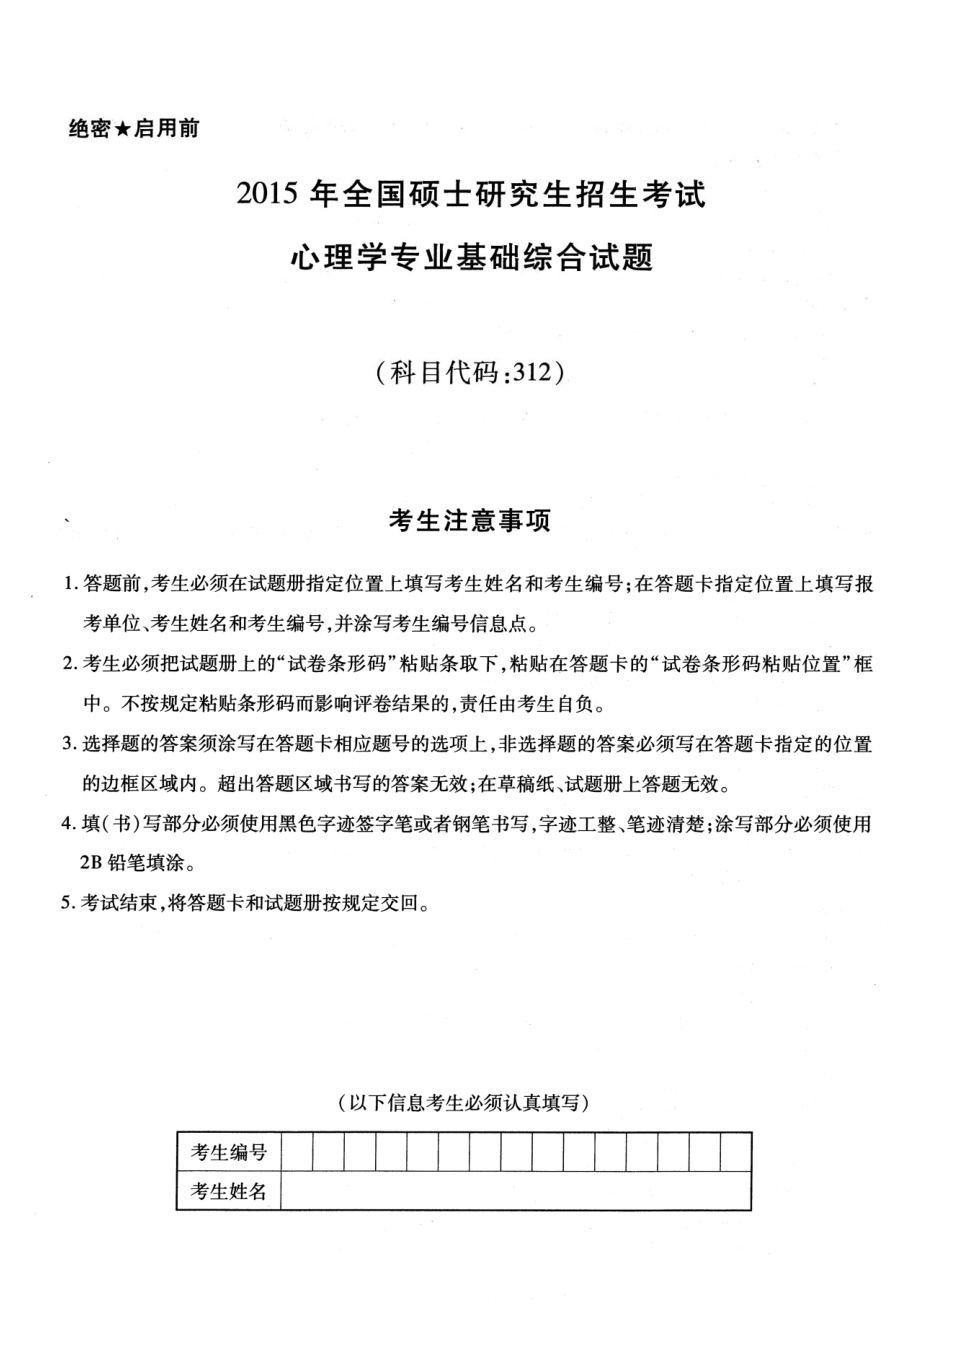 绝密★启用前
2015 年全国硕士研究生招生考试
心理学专业基础综合试题
(科目代码:312)
考生注意事项
1. 答题前,考生必须在试题册指定位置上填写考生姓名和考生编号;在答题卡指定位置上填写报
考单位、考生姓名和考生编号,并涂写考生编号信息点。
2. 考生必须把试题册上的“试卷条形码”粘贴条取下,粘贴在答题卡的“试卷条形码粘贴位置”框
中。不按规定粘贴条形码而影响评卷结果的,责任由考生自负。
3. 选择题的答案须涂写在答题卡相应题号的选项上,非选择题的答案必须写在答题卡指定的位置
的边框区域内。超出答题区域书写的答案无效;在草稿纸、试题册上答题无效。
4. 填(书)写部分必须使用黑色字迹签字笔或者钢笔书写,字迹工整、笔迹清楚;涂写部分必须使用
2B 铅笔填涂。
5. 考试结束,将答题卡和试题册按规定交回。
(以下信息考生必须认真填写)
考生编号
考生姓名